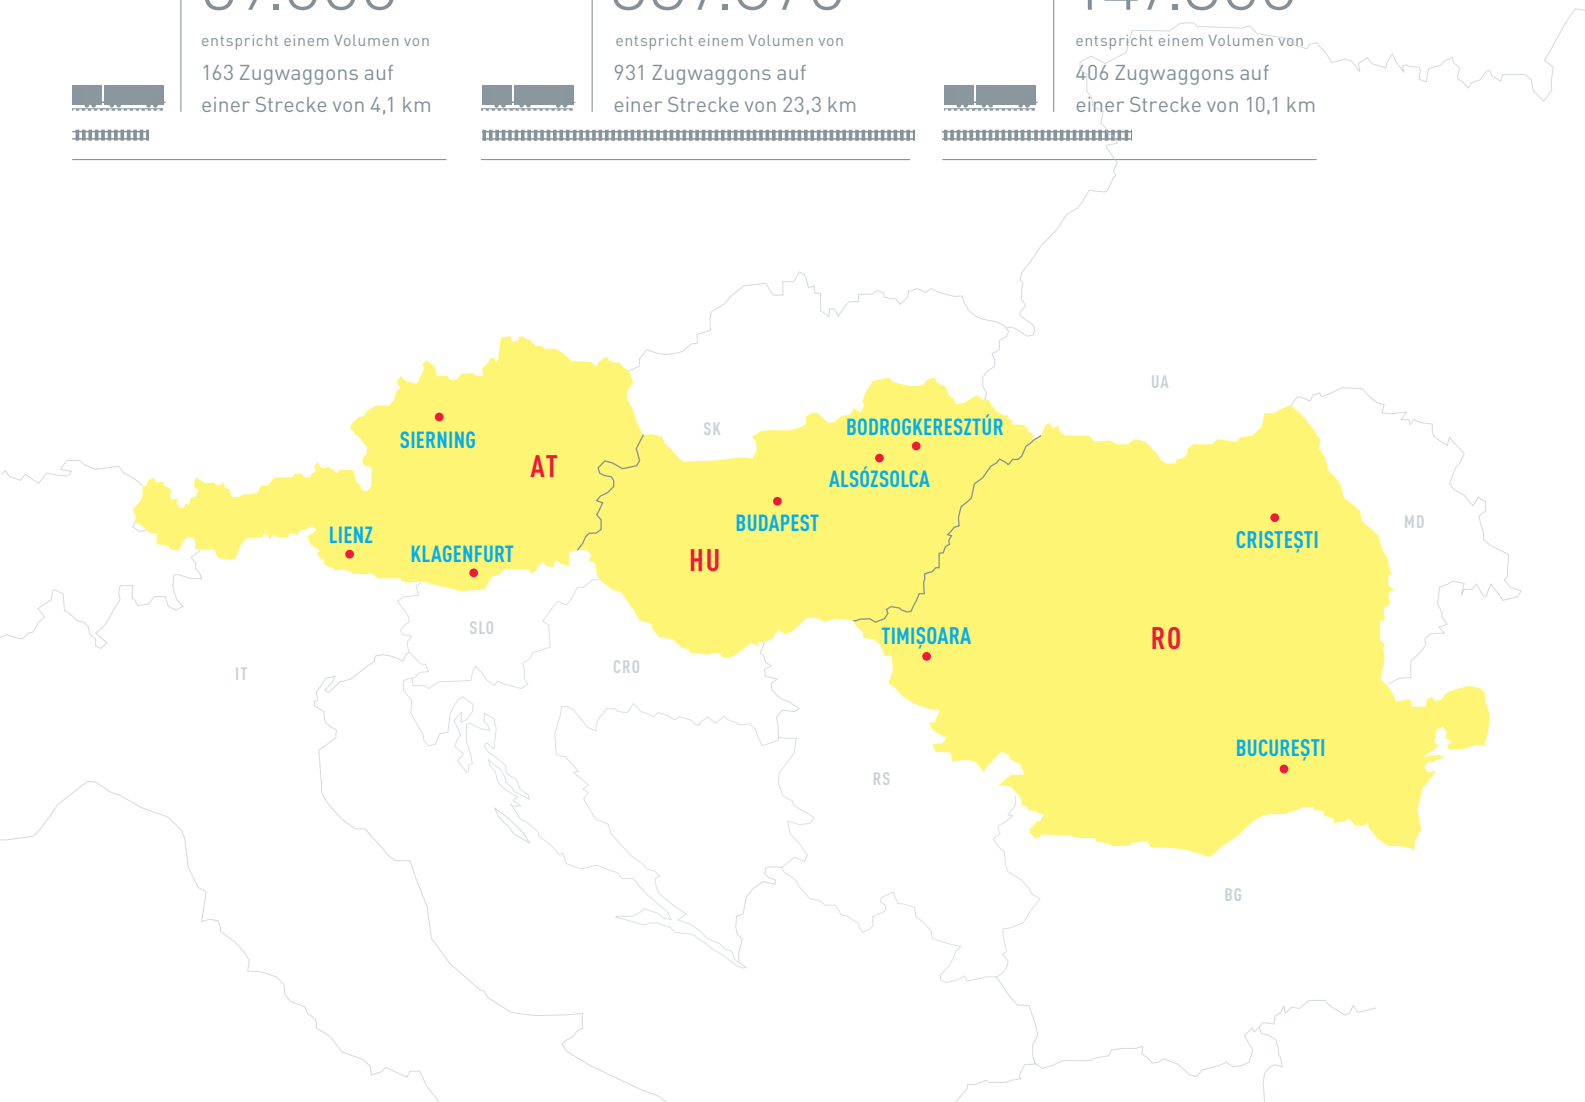 entspricht einem Volumen von
163 Zugwaggons auf
einer Strecke von 4,1 km
entspricht einem Volumen von
931 Zugwaggons auf
einer Strecke von 23,3 km
entspricht einem Volumen von
406 Zugwaggons auf
einer Strecke von 10,1 km
UA
SK
BODROGKERESZTÚR
SIERNING
AT
ALSÓZSOLCA
BUDAPEST
MD
LIENZ
CRISTEȘTI
KLAGENFURT
HU
SLO
TIMIȘOARA
RO
CRO
IT
BUCUREȘTI
RS
BG